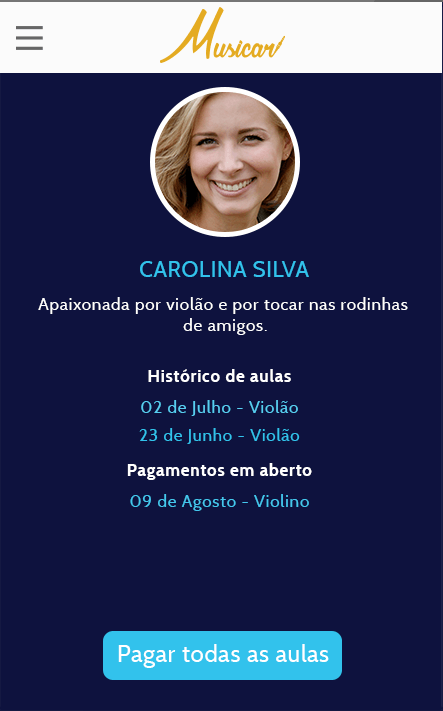 Musicar
CAROLINA SILVA
Apaixonada por violão e por tocar nas rodinhas
de amigos.
Histórico de aulas
02 de Julho - Violão
23 de Junho - Violão
Pagamentos em aberto
09 de Agosto - Violino
Pagar todas as aulas